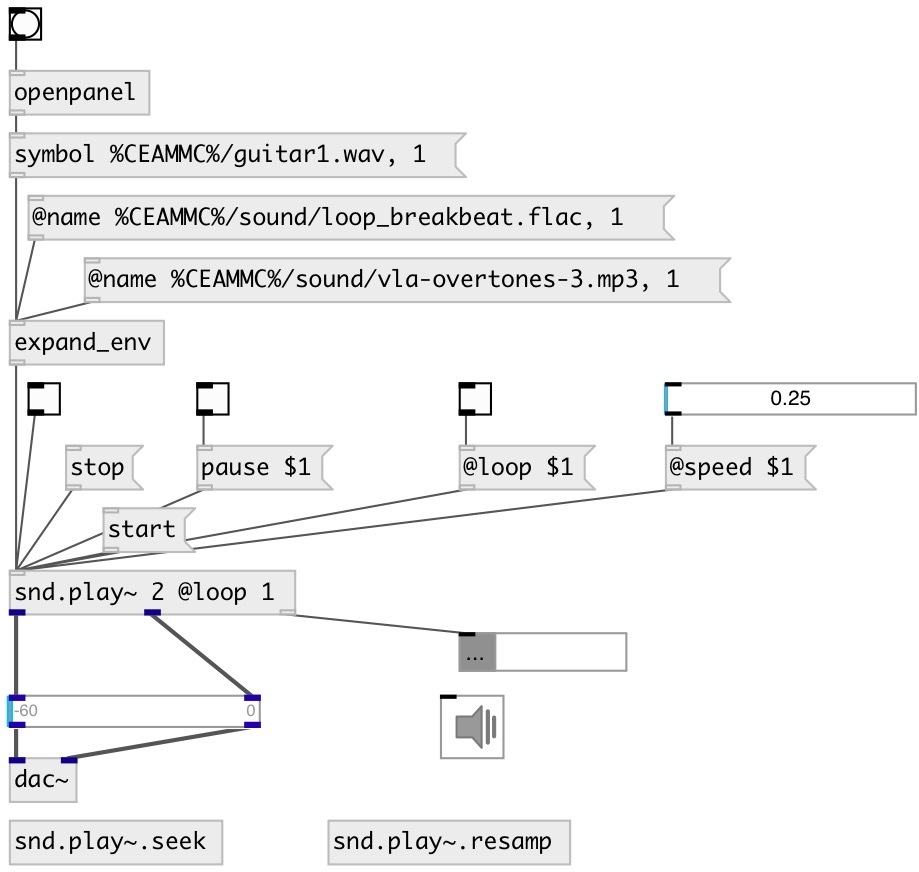 openpanel
symbol %CEAMMC%/guitar1.wav, 1
@name %CEAMMC%/sound/loop_breakbeat.flac, 1
@name %CEAMMC%/sound/vla-overtones-3.mp3, 1
expand_env
0.25
stop
pause $1
@loop $1
@speed $1
start
snd.play~ 2 @loop 1
...
-60 0
dac~
snd.play~.seek
snd.play~.resamp